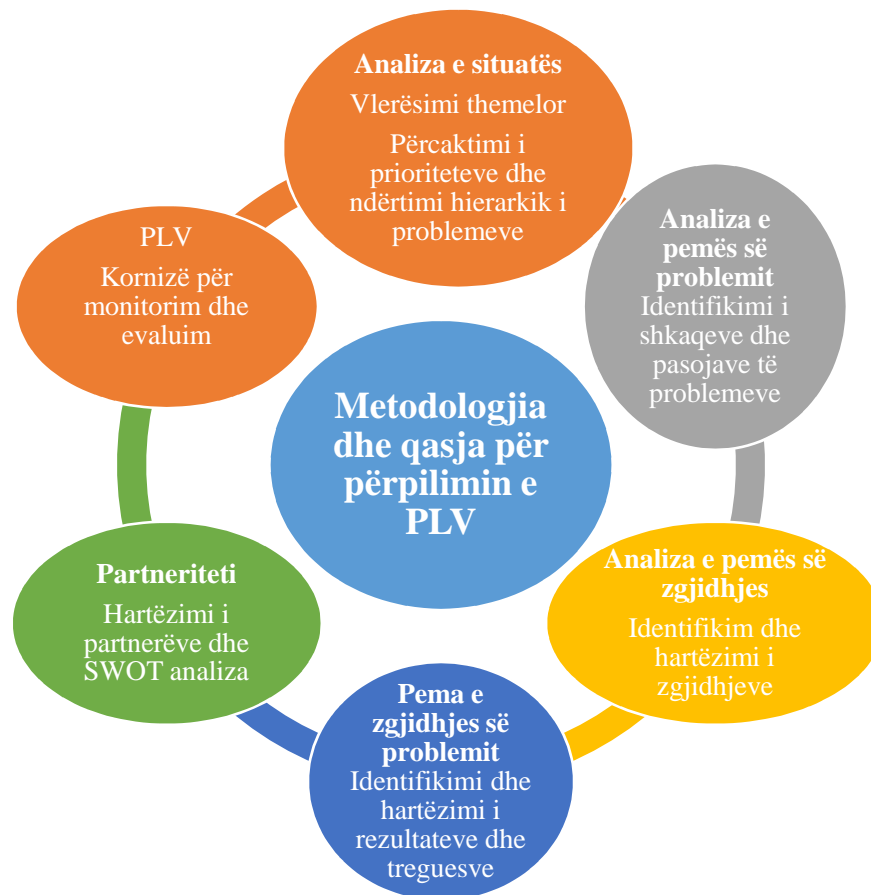 Analiza e situatës
Vlerësimi themelor
Përcaktimi i
prioriteteve dhe
ndërtimi hierarkik i
problemeve
Analiza e
pemës së
problemit
Identifikimi i
shkaqeve dhe
pasojave të
problemeve
Analiza e pemës së
zgjidhjes
Identifikim dhe
hartëzimi i
zgjidhjeve
Pema e
zgjidhjes së
problemit
Identifikimi dhe
hartëzimi i
rezultateve dhe
treguesve
Partneriteti
Hartëzimi i
partnerëve dhe
SWOT analiza
PLV
Kornizë për
monitorim dhe
evaluim
Metodologjia
dhe qasja për
përpilimin e
PLV